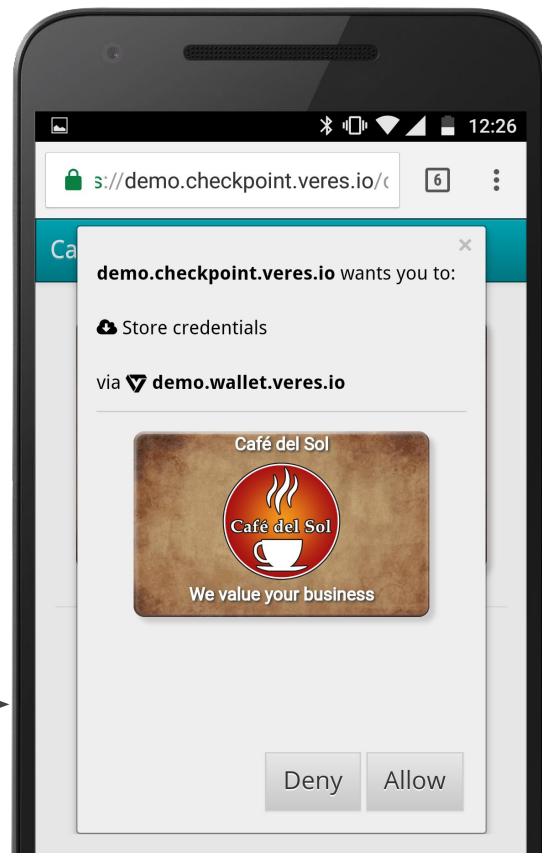 12:26
s://demo.checkpoint.veres.io/c
6
Ca
×
demo.checkpoint.veres.io wants you to:
Store credentials
via demo.wallet.veres.io
Café del Sol
Café del Sol
We value your business
Deny Allow